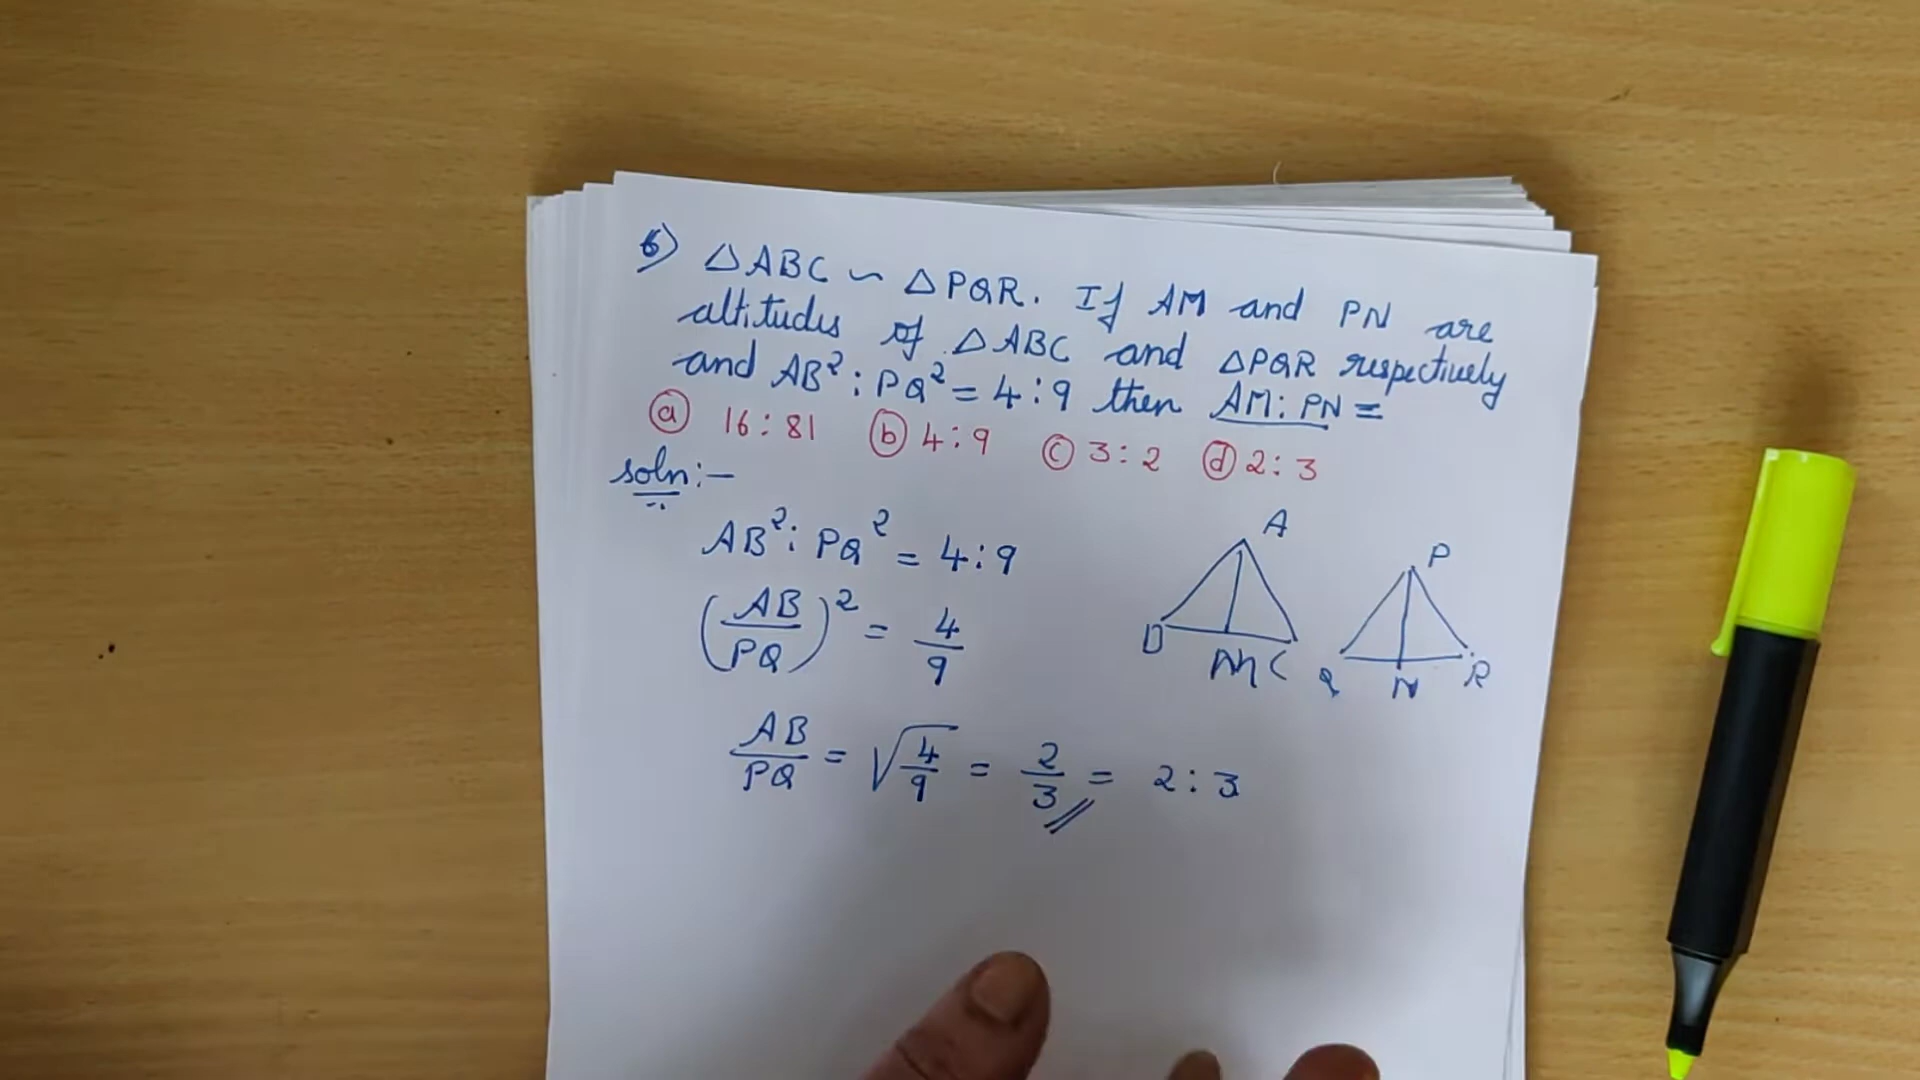 6) △ABC ∽ △PQR. If AM and PN are
altitudes of △ABC and △PQR respectively
and AB² : PQ² = 4 : 9 then AM : PN =
ⓐ 16 : 81 ⓑ 4 : 9 ⓒ 3 : 2 ⓓ 2 : 3
soln :-
AB² : PQ² = 4 : 9
(AB/PQ)² = 4/9
AB/PQ = √(4/9) = 2/3 = 2 : 3
A
P
M C
Q N R